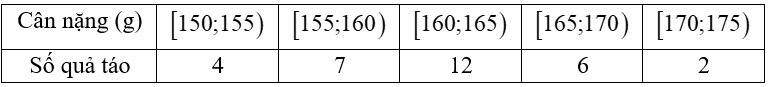 Cân nặng (g) [150;155) [155;160) [160;165) [165;170) [170;175)
Số quả táo 4 7 12 6 2